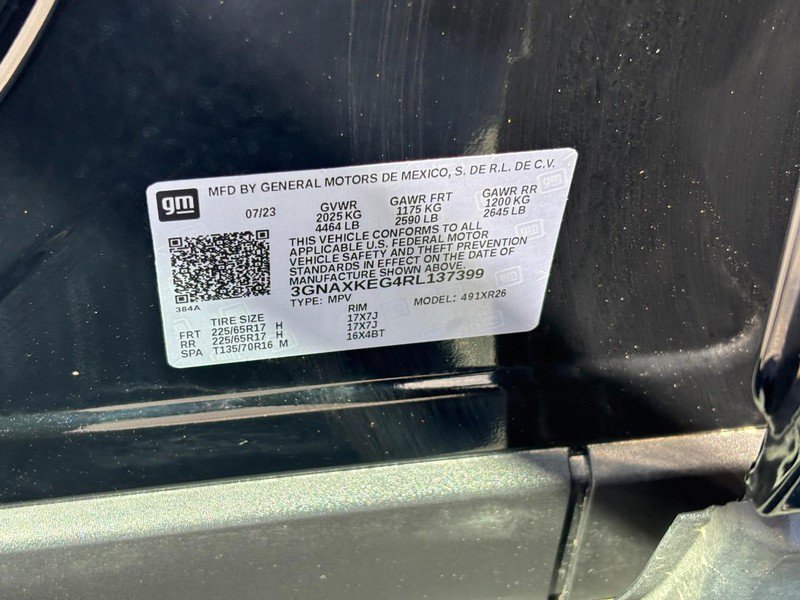 gm
MFD BY GENERAL MOTORS DE MEXICO, S. DE R.L. DE C.V.
07/23 GVWR GAWR FRT GAWR RR
2025 KG 1175 KG 1200 KG
4464 LB 2590 LB 2645 LB
THIS VEHICLE CONFORMS TO ALL
APPLICABLE U.S. FEDERAL MOTOR
VEHICLE SAFETY AND THEFT PREVENTION
STANDARDS IN EFFECT ON THE DATE OF
MANUFACTURE SHOWN ABOVE.
3GNAXKEG4RL137399
TYPE: MPV MODEL: 491XR26
384A
TIRE SIZE RIM
FRT 225/65R17 H 17X7J
RR 225/65R17 H 17X7J
SPA T135/70R16 M 16X4BT